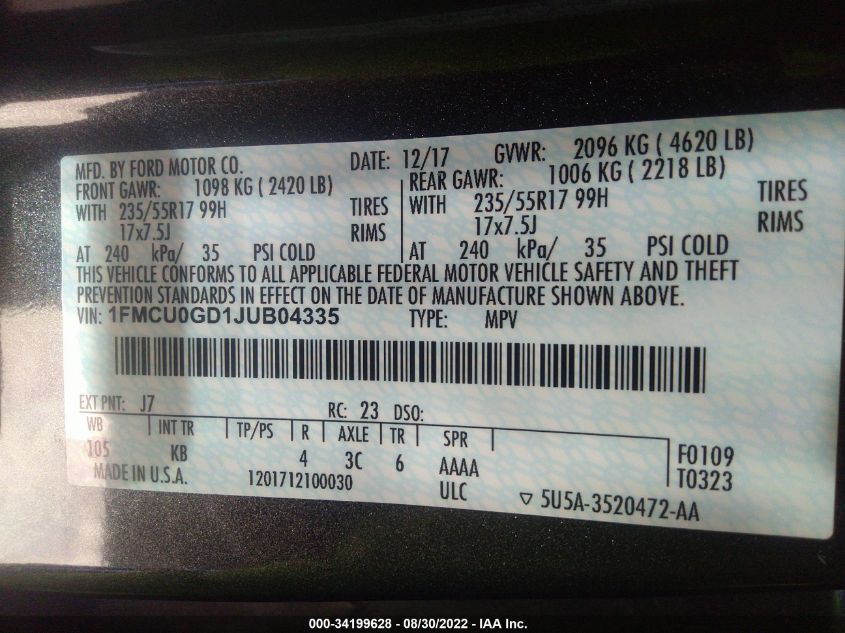 MFD. BY FORD MOTOR CO. DATE: 12/17 GVWR: 2096 KG ( 4620 LB)
FRONT GAWR: 1098 KG ( 2420 LB) REAR GAWR: 1006 KG ( 2218 LB)
WITH 235/55R17 99H TIRES WITH 235/55R17 99H TIRES
17x7.5J RIMS 17x7.5J RIMS
AT 240 kPa/ 35 PSI COLD AT 240 kPa/ 35 PSI COLD
THIS VEHICLE CONFORMS TO ALL APPLICABLE FEDERAL MOTOR VEHICLE SAFETY AND THEFT
PREVENTION STANDARDS IN EFFECT ON THE DATE OF MANUFACTURE SHOWN ABOVE.
VIN: 1FMCU0GD1JUB04335 TYPE: MPV
EXT PNT: J7 RC: 23 DSO:
WB INT TR TP/PS R AXLE TR SPR
105 KB 4 3C 6 AAAA F0109
MADE IN U.S.A. 1201712100030 ULC T0323
▽ 5U5A-3520472-AA
000-34199628 - 08/30/2022 - IAA Inc.